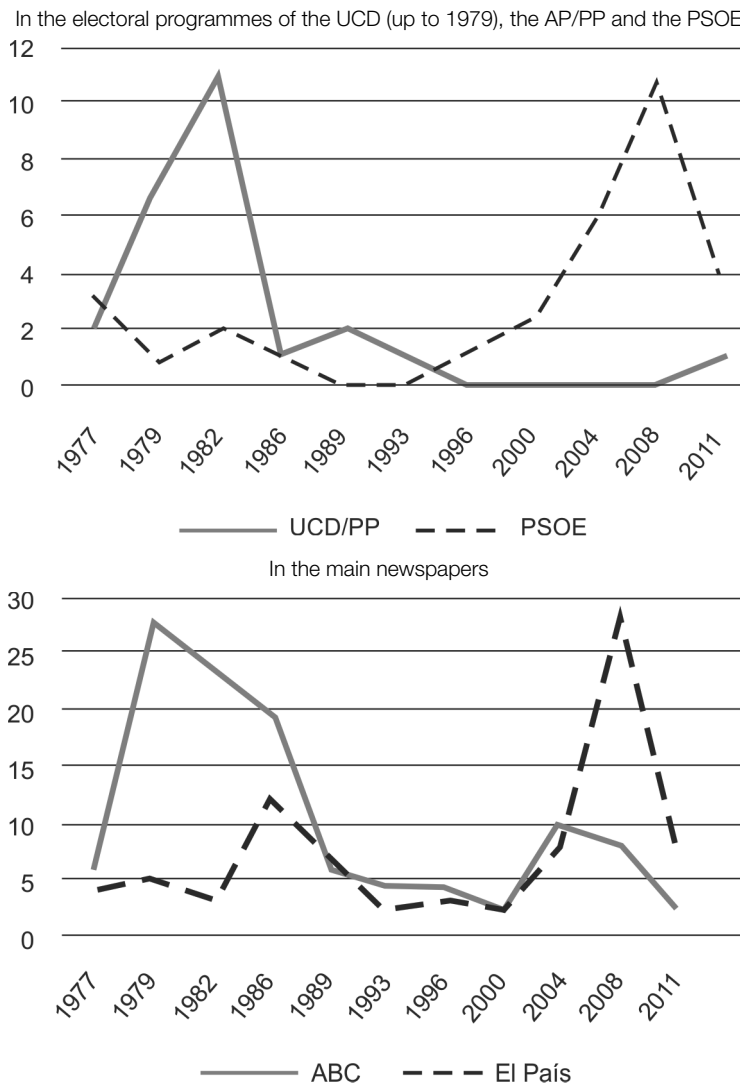 In the electoral programmes of the UCD (up to 1979), the AP/PP and the PSOE
12
10
8
6
4
2
0
1977 1979 1982 1986 1989 1993 1996 2000 2004 2008 2011
UCD/PP PSOE
In the main newspapers
30
25
20
15
10
5
0
1977 1979 1982 1986 1989 1993 1996 2000 2004 2008 2011
ABC El País